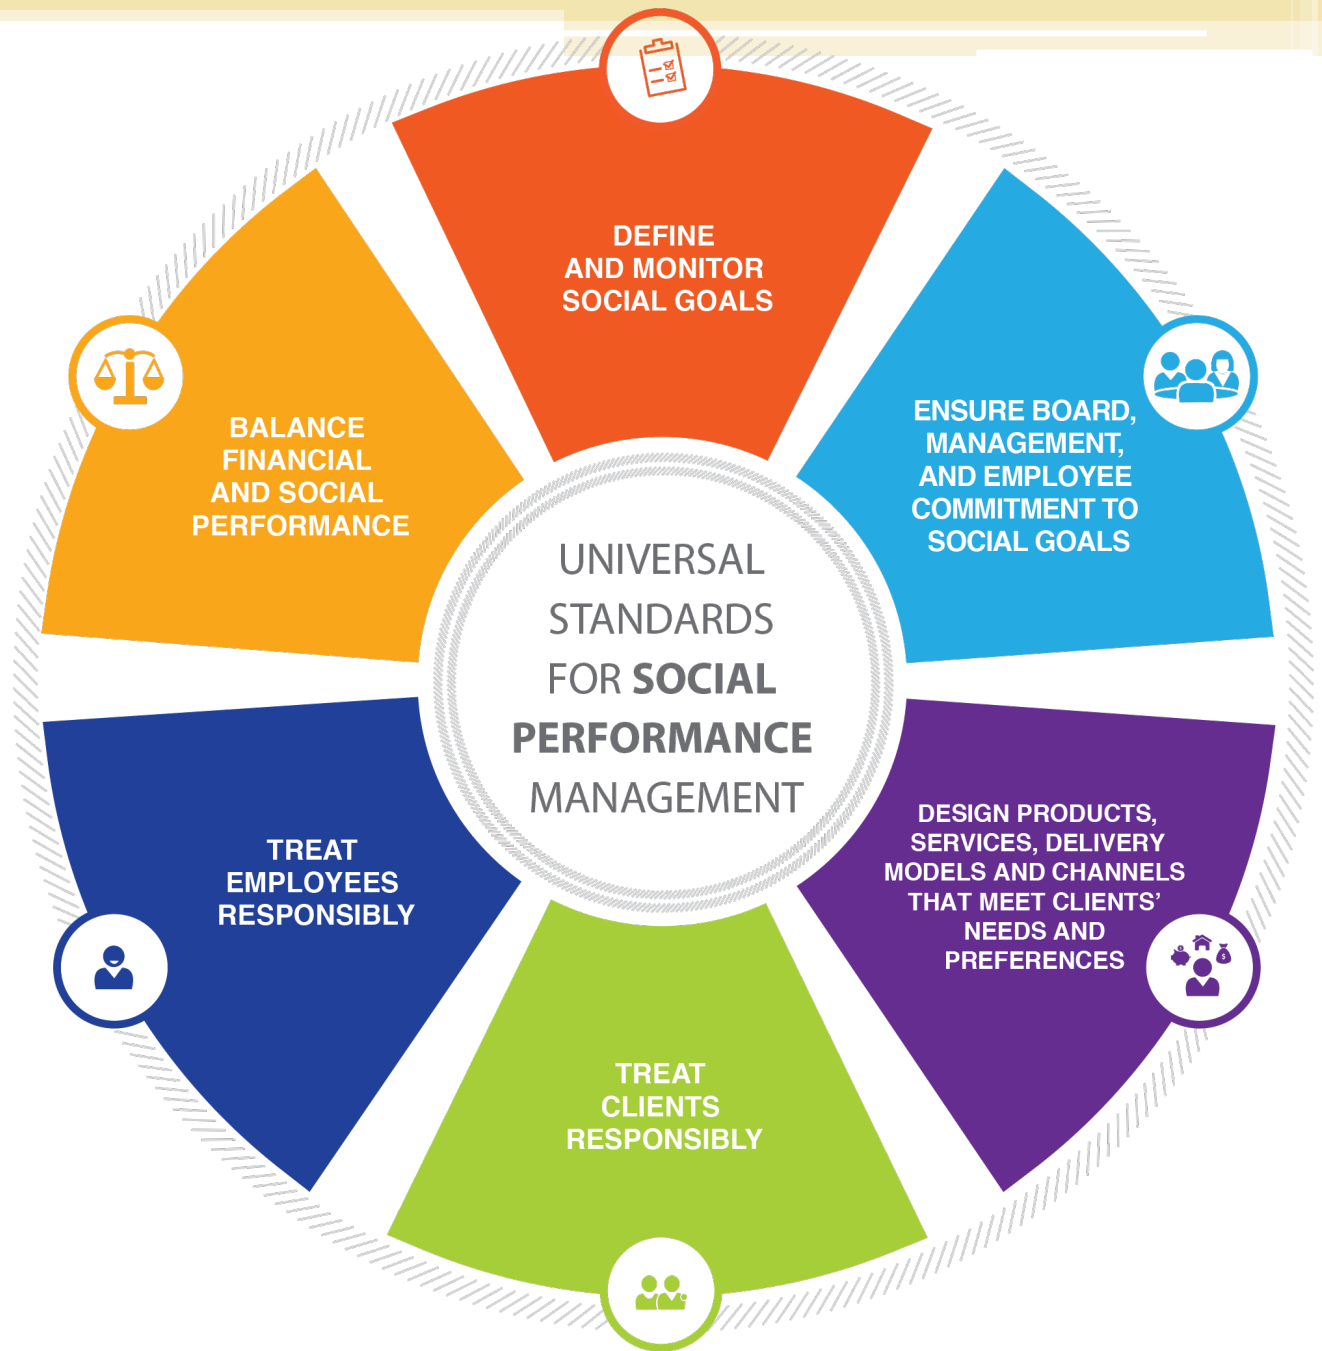 DEFINE
AND MONITOR
SOCIAL GOALS
ENSURE BOARD,
MANAGEMENT,
AND EMPLOYEE
COMMITMENT TO
SOCIAL GOALS
DESIGN PRODUCTS,
SERVICES, DELIVERY
MODELS AND CHANNELS
THAT MEET CLIENTS’
NEEDS AND
PREFERENCES
TREAT
CLIENTS
RESPONSIBLY
TREAT
EMPLOYEES
RESPONSIBLY
BALANCE
FINANCIAL
AND SOCIAL
PERFORMANCE
UNIVERSAL
STANDARDS
FOR SOCIAL
PERFORMANCE
MANAGEMENT